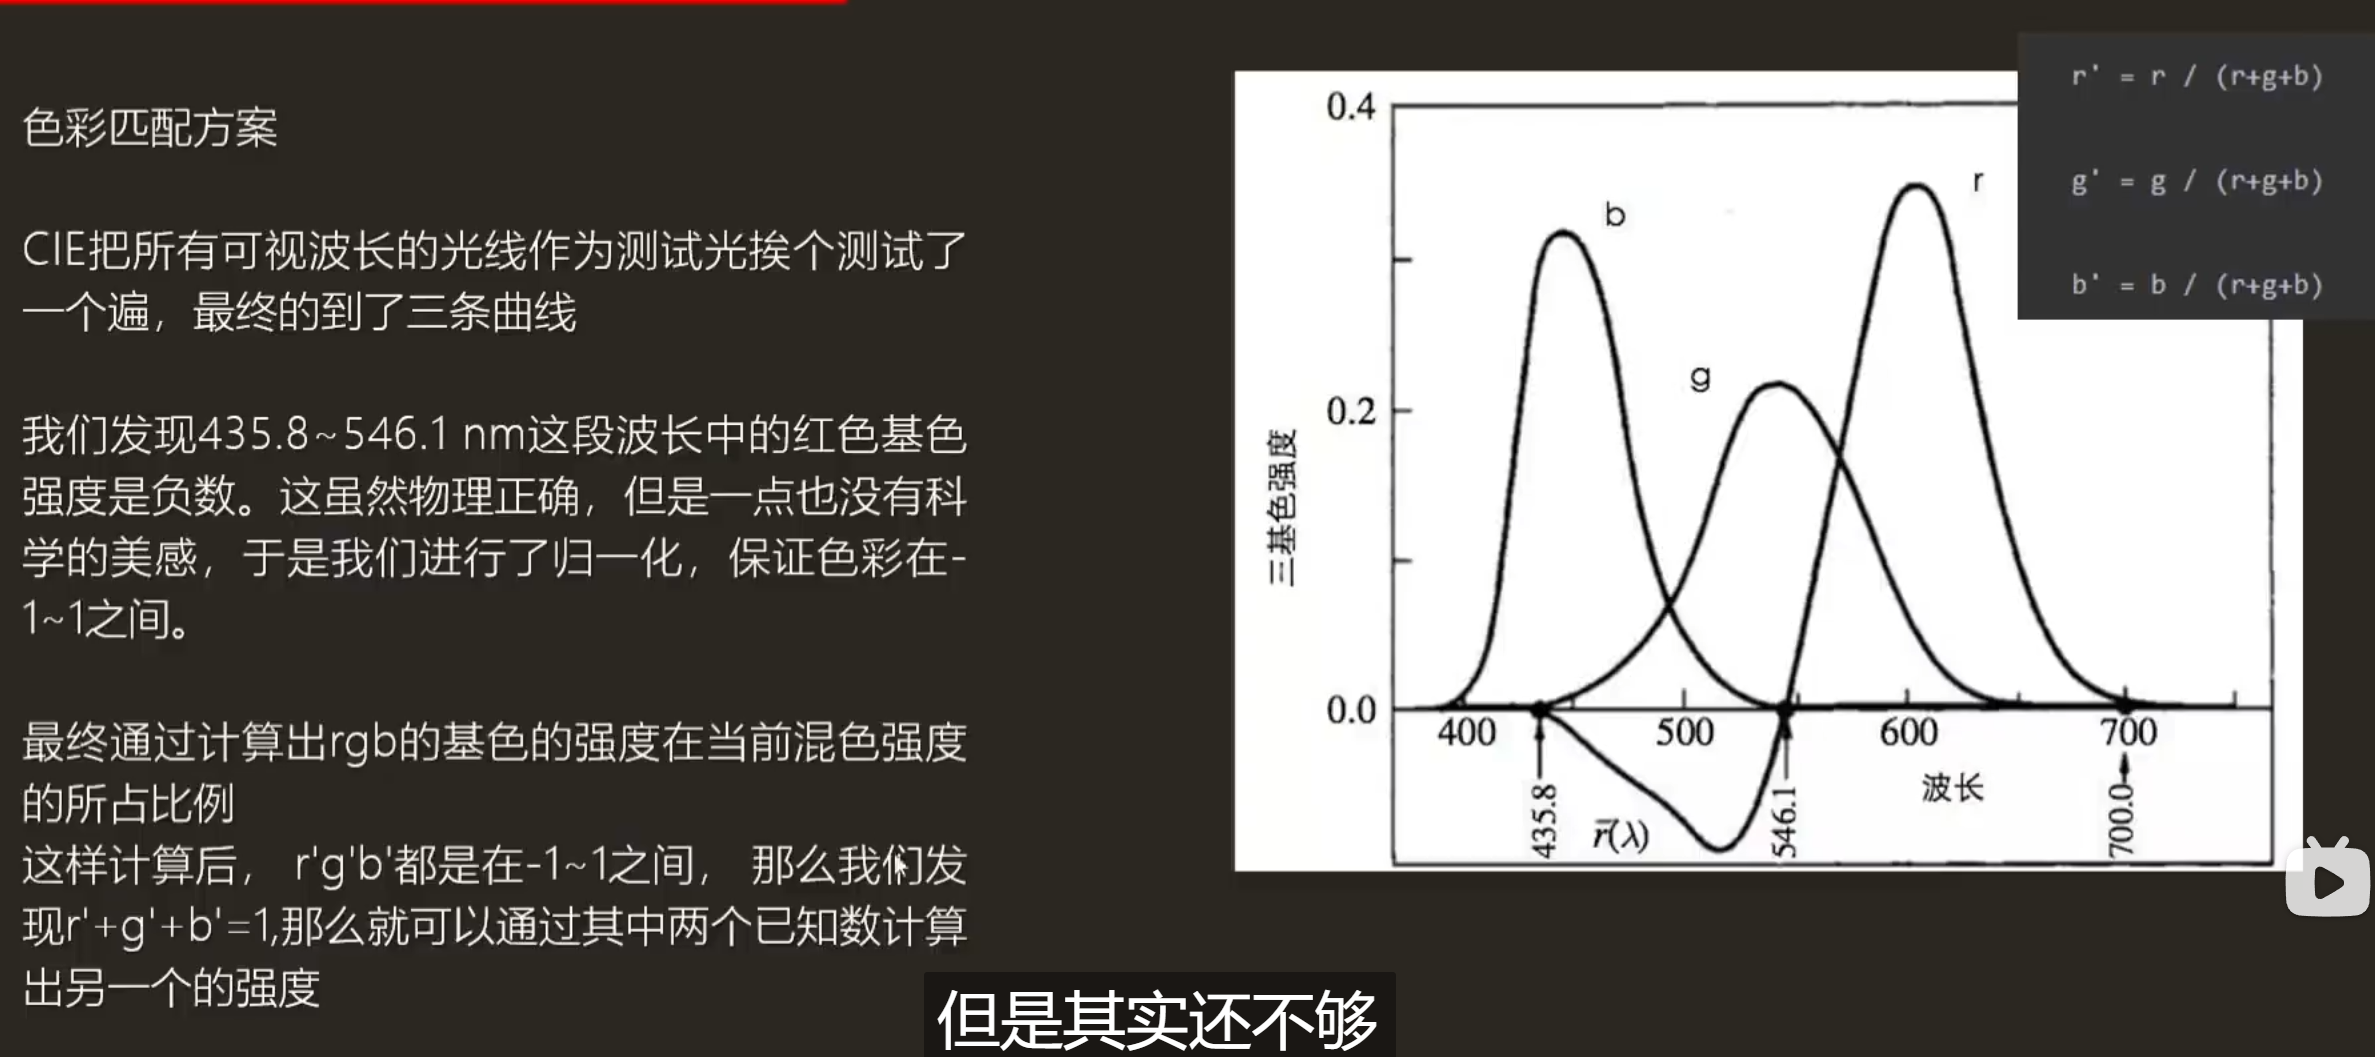 色彩匹配方案
CIE把所有可视波长的光线作为测试光挨个测试了
一个遍，最终的到了三条曲线
我们发现435.8~546.1 nm这段波长中的红色基色
强度是负数。这虽然物理正确，但是一点也没有科
学的美感，于是我们进行了归一化，保证色彩在-
1~1之间。
最终通过计算出rgb的基色的强度在当前混色强度
的所占比例
这样计算后， r'g'b'都是在-1~1之间， 那么我们发
现r'+g'+b'=1,那么就可以通过其中两个已知数计算
出另一个的强度
r' = r / (r+g+b)
g' = g / (r+g+b)
b' = b / (r+g+b)
0.4
b
r
g
0.2
三基色强度
0.0
400
500
600
700
波长
435.8
r̄(λ)
546.1
700.0
但是其实还不够